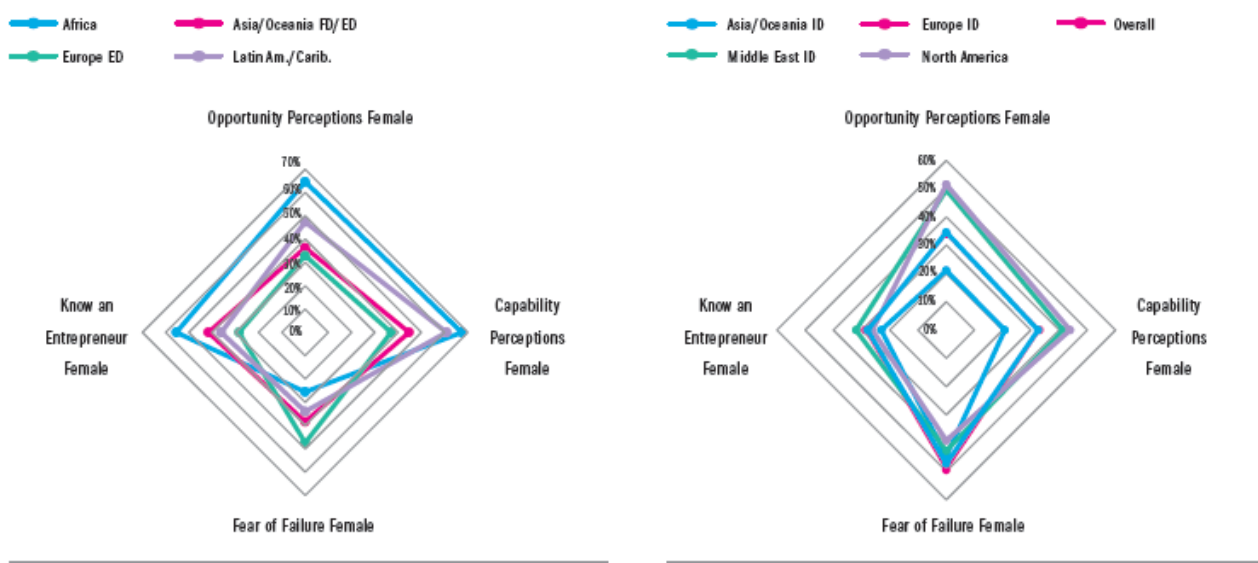 Africa
Asia/Oceania FD/ED
Europe ED
Latin Am./Carib.
Opportunity Perceptions Female
70%
60%
50%
40%
30%
20%
10%
0%
Know an
Entrepreneur
Female
Capability
Perceptions
Female
Fear of Failure Female
Asia/Oceania ID
Europe ID
Overall
Middle East ID
North America
Opportunity Perceptions Female
60%
50%
40%
30%
20%
10%
0%
Know an
Entrepreneur
Female
Capability
Perceptions
Female
Fear of Failure Female